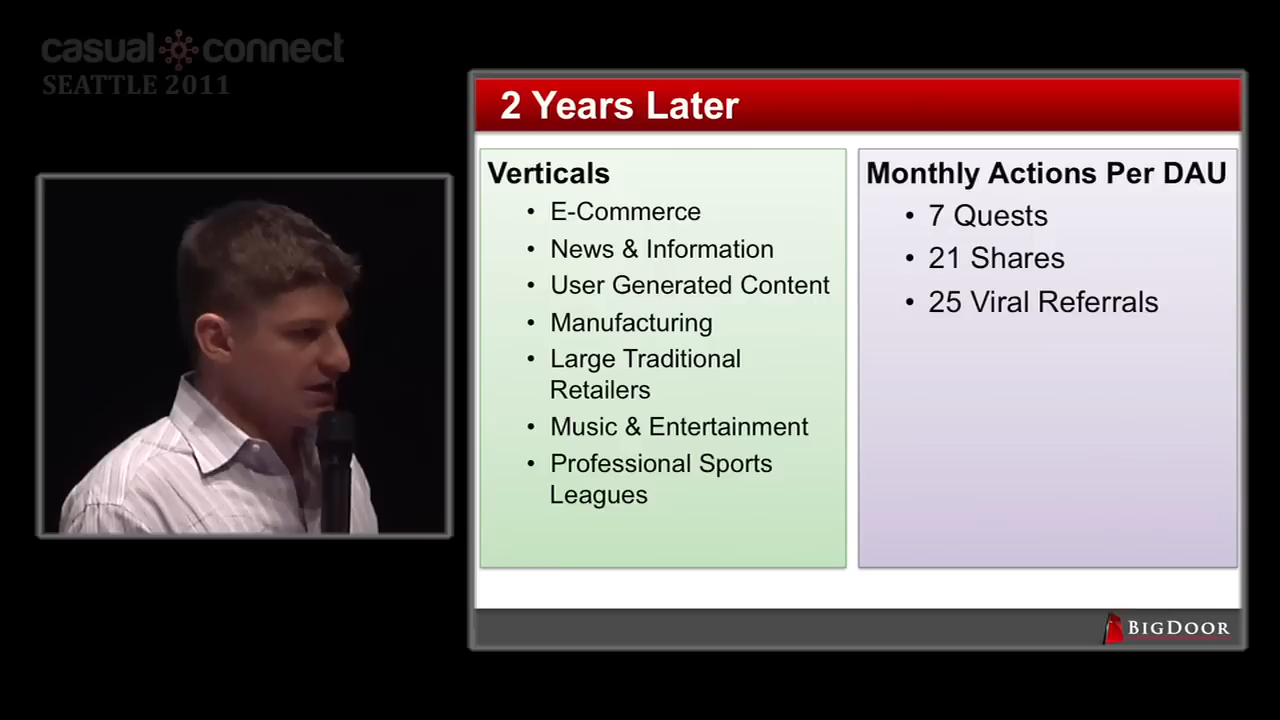 casual connect
SEATTLE 2011
2 Years Later
Verticals
• E-Commerce
• News & Information
• User Generated Content
• Manufacturing
• Large Traditional
Retailers
• Music & Entertainment
• Professional Sports
Leagues
Monthly Actions Per DAU
• 7 Quests
• 21 Shares
• 25 Viral Referrals
BIGDOOR